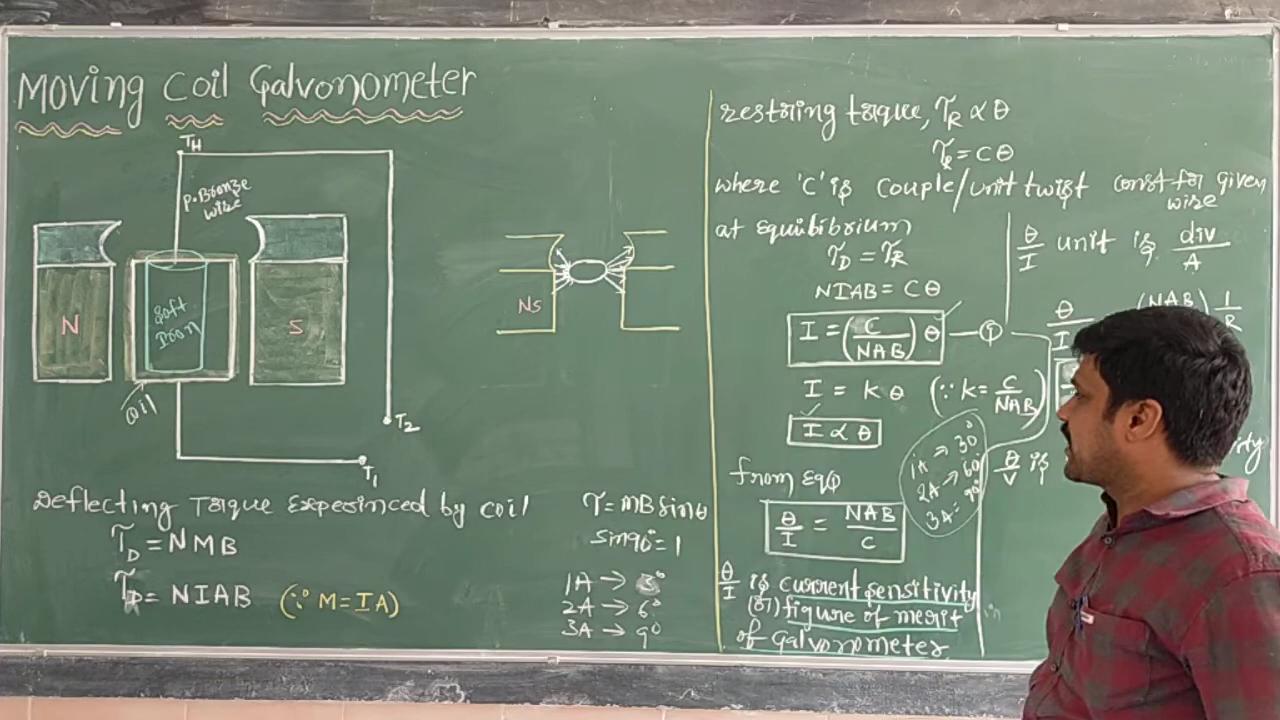 Moving Coil Galvonometer
TH
P.Bronze
wire
N
Soft
Iron
S
Coil
T2
T1
NS
Deflecting Torque Experinced by coil
τD = NMB
τD = NIAB (∵ M = IA)
τ = MB sinθ
sin90° = 1
1A → 3°
2A → 6°
3A → 9°
restoring torque, τR ∝ θ
τR = Cθ
where 'C' is couple/unit twist const for given
wire
at equilibrium
τD = τR
NIAB = Cθ
I = (C/NAB) θ — ①
I = kθ (∵ k = C/NAB)
I ∝ θ
1A → 30°
2A → 60°
3A = 90°
from Eq①
θ/I = NAB/C
θ/I is current sensitivity
(or) figure of merit
of galvonometer
θ/I unit is div/A
θ/I (NAB) 1/R
θ/V is